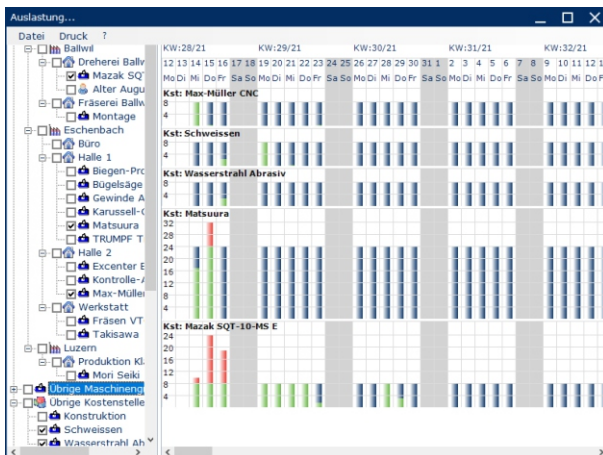 Auslastung...
Datei Druck ?
Ballwil
Dreherei Ballw
Mazak SQT
Alter Augu
Fräserei Ballw
Montage
Eschenbach
Büro
Halle 1
Biegen-Pro
Bügelsäge
Gewinde A
Karussell-
Matsuura
TRUMPF T
Halle 2
Excenter E
Kontrolle-A
Max-Müller
Werkstatt
Fräsen VT
Takisawa
Luzern
Produktion Kl
Mori Seiki
Übrige Maschinengr
Übrige Kostenstelle
Konstruktion
Schweissen
Wasserstrahl Ab
KW:28/21 KW:29/21 KW:30/21 KW:31/21 KW:32/21
12 13 14 15 16 17 18 19 20 21 22 23 24 25 26 27 28 29 30 31 1 2 3 4 5 6 7 8 9 10 11 12 1
Mo Di Mi Do Fr Sa So Mo Di Mi Do Fr Sa So Mo Di Mi Do Fr Sa So Mo Di Mi Do Fr Sa So Mo Di Mi Do F
Kst: Max-Müller CNC
8
4
Kst: Schweissen
8
4
Kst: Wasserstrahl Abrasiv
8
4
Kst: Matsuura
32
28
24
20
16
12
8
4
Kst: Mazak SQT-10-MS E
24
20
16
12
8
4